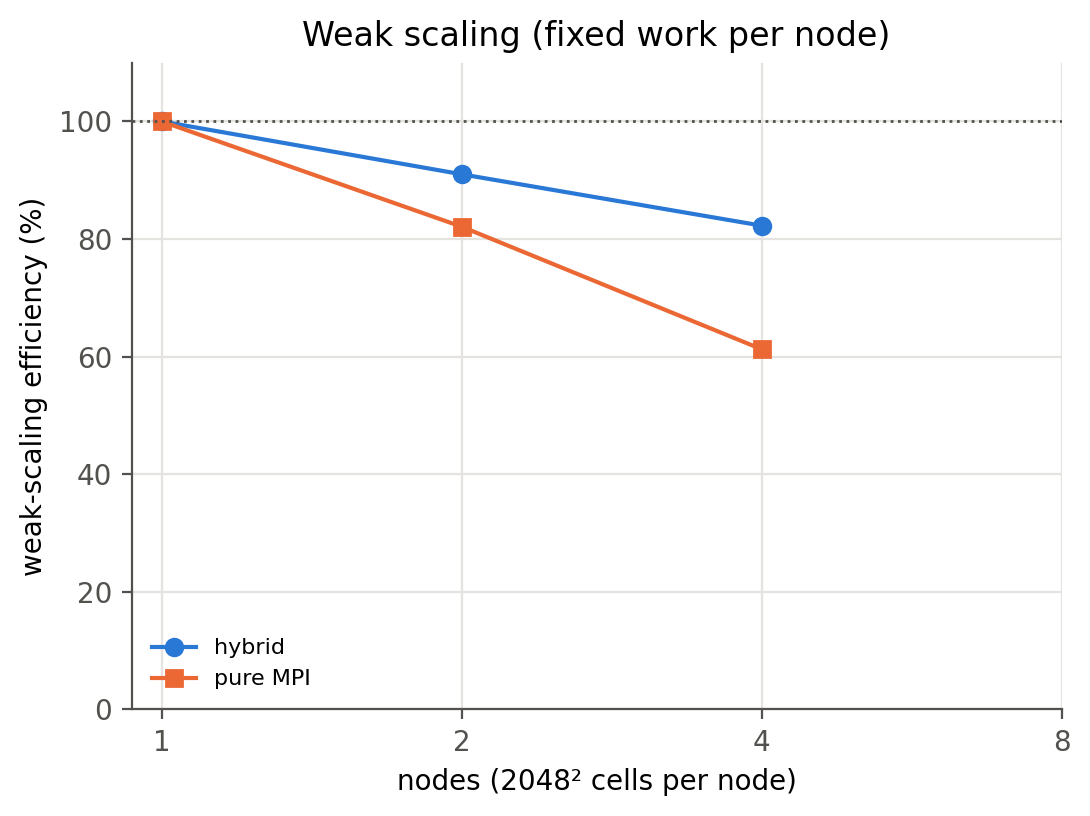 Weak scaling (fixed work per node)
weak-scaling efficiency (%)
100
80
60
40
20
0
hybrid
pure MPI
1 2 4 8
nodes (2048² cells per node)